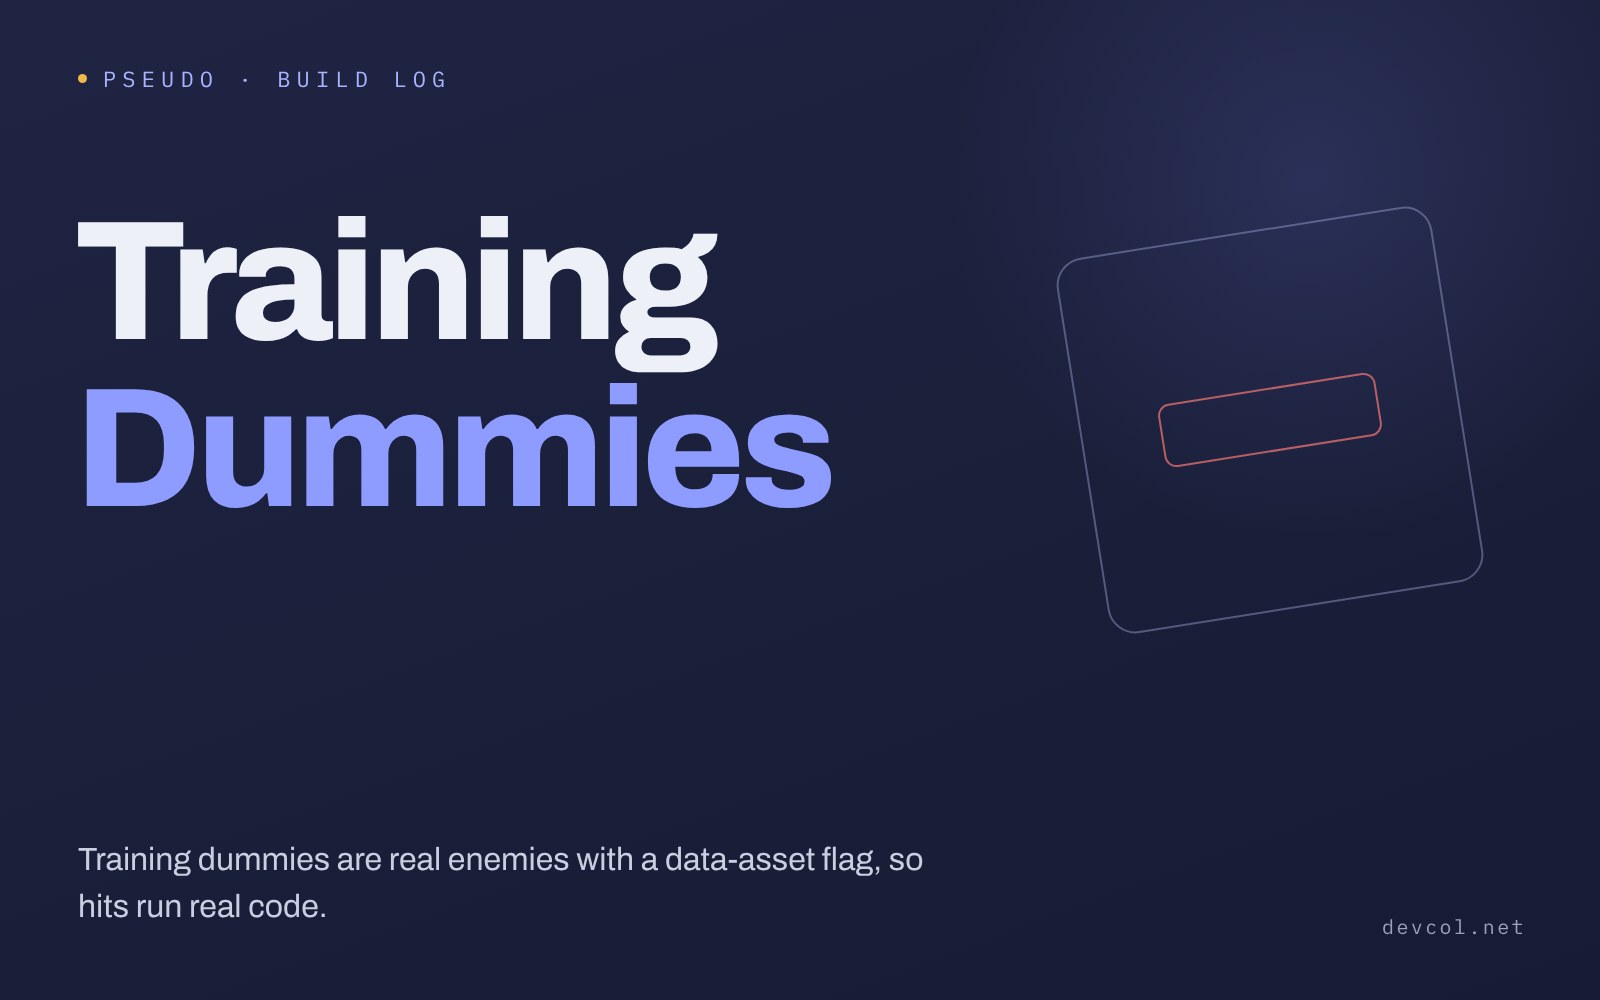 PSEUDO · BUILD LOG
Training
Dummies
Training dummies are real enemies with a data-asset flag, so
hits run real code.
devcol.net